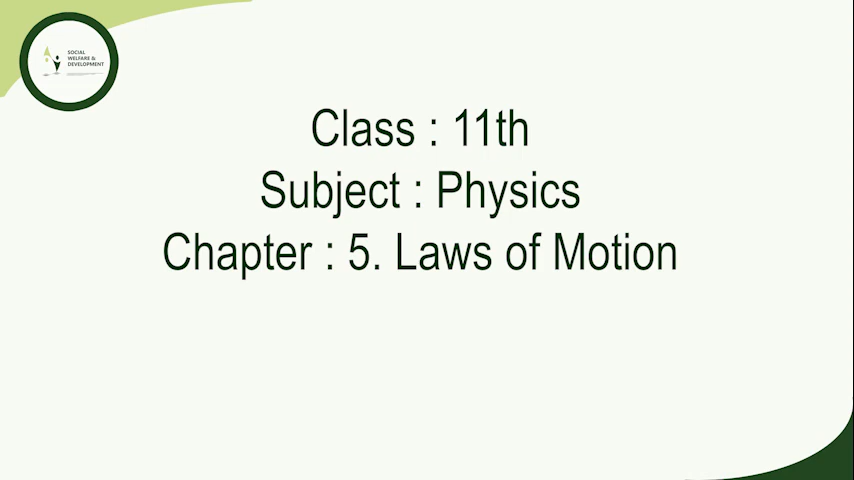 SOCIAL
WELFARE &
DEVELOPMENT
Class : 11th
Subject : Physics
Chapter : 5. Laws of Motion